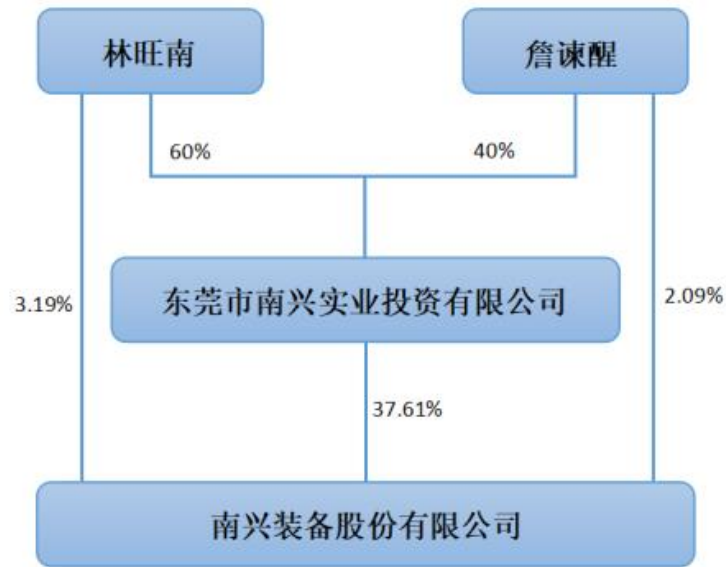 林旺南
詹谏醒
60%
40%
东莞市南兴实业投资有限公司
3.19%
2.09%
37.61%
南兴装备股份有限公司